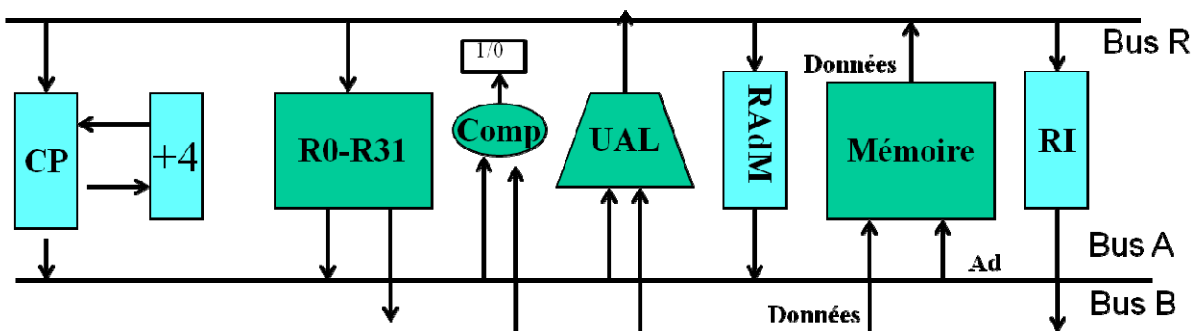 Bus R
1/0
Données
CP
+4
R0-R31
Comp
UAL
RAdM
Mémoire
RI
Bus A
Ad
Bus B
Données